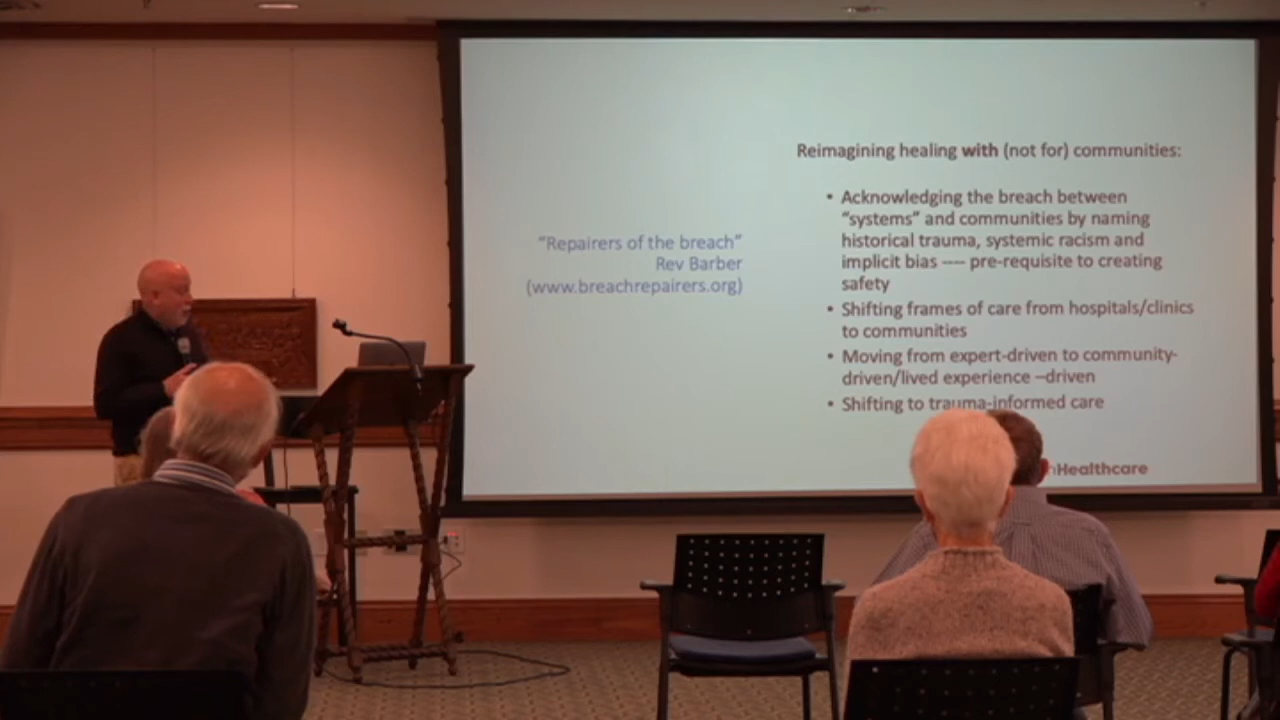 "Repairers of the breach"
Rev Barber
(www.breachrepairers.org)
Reimagining healing with (not for) communities:
• Acknowledging the breach between
"systems" and communities by naming
historical trauma, systemic racism and
implicit bias ---- pre-requisite to creating
safety
• Shifting frames of care from hospitals/clinics
to communities
• Moving from expert-driven to community-
driven/lived experience –driven
• Shifting to trauma-informed care
Healthcare